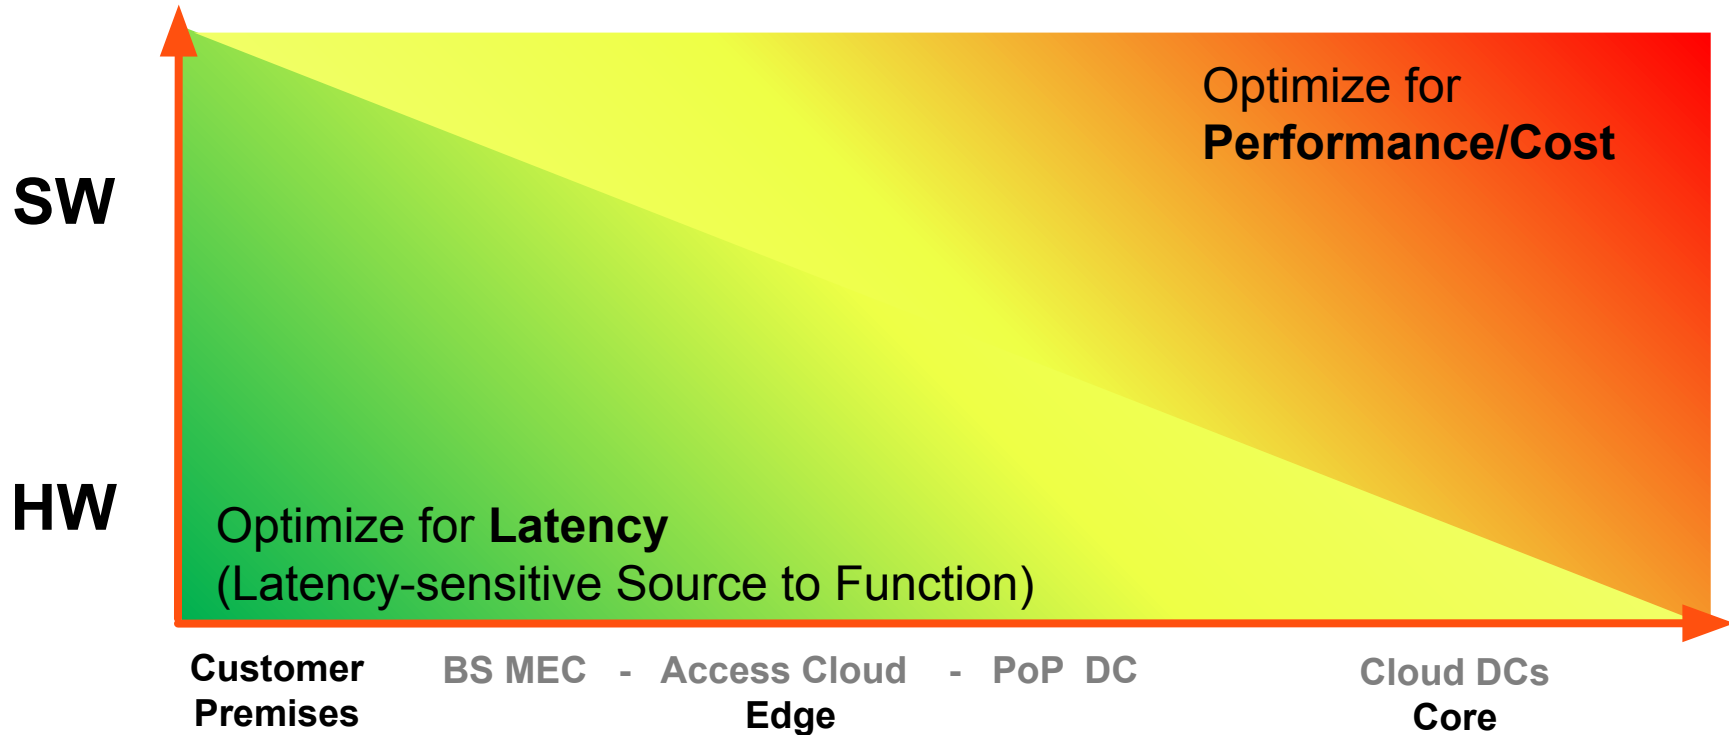 Optimize for
Performance/Cost
SW
HW
Optimize for Latency
(Latency-sensitive Source to Function)
Customer
Premises
BS MEC - Access Cloud - PoP DC
Edge
Cloud DCs
Core